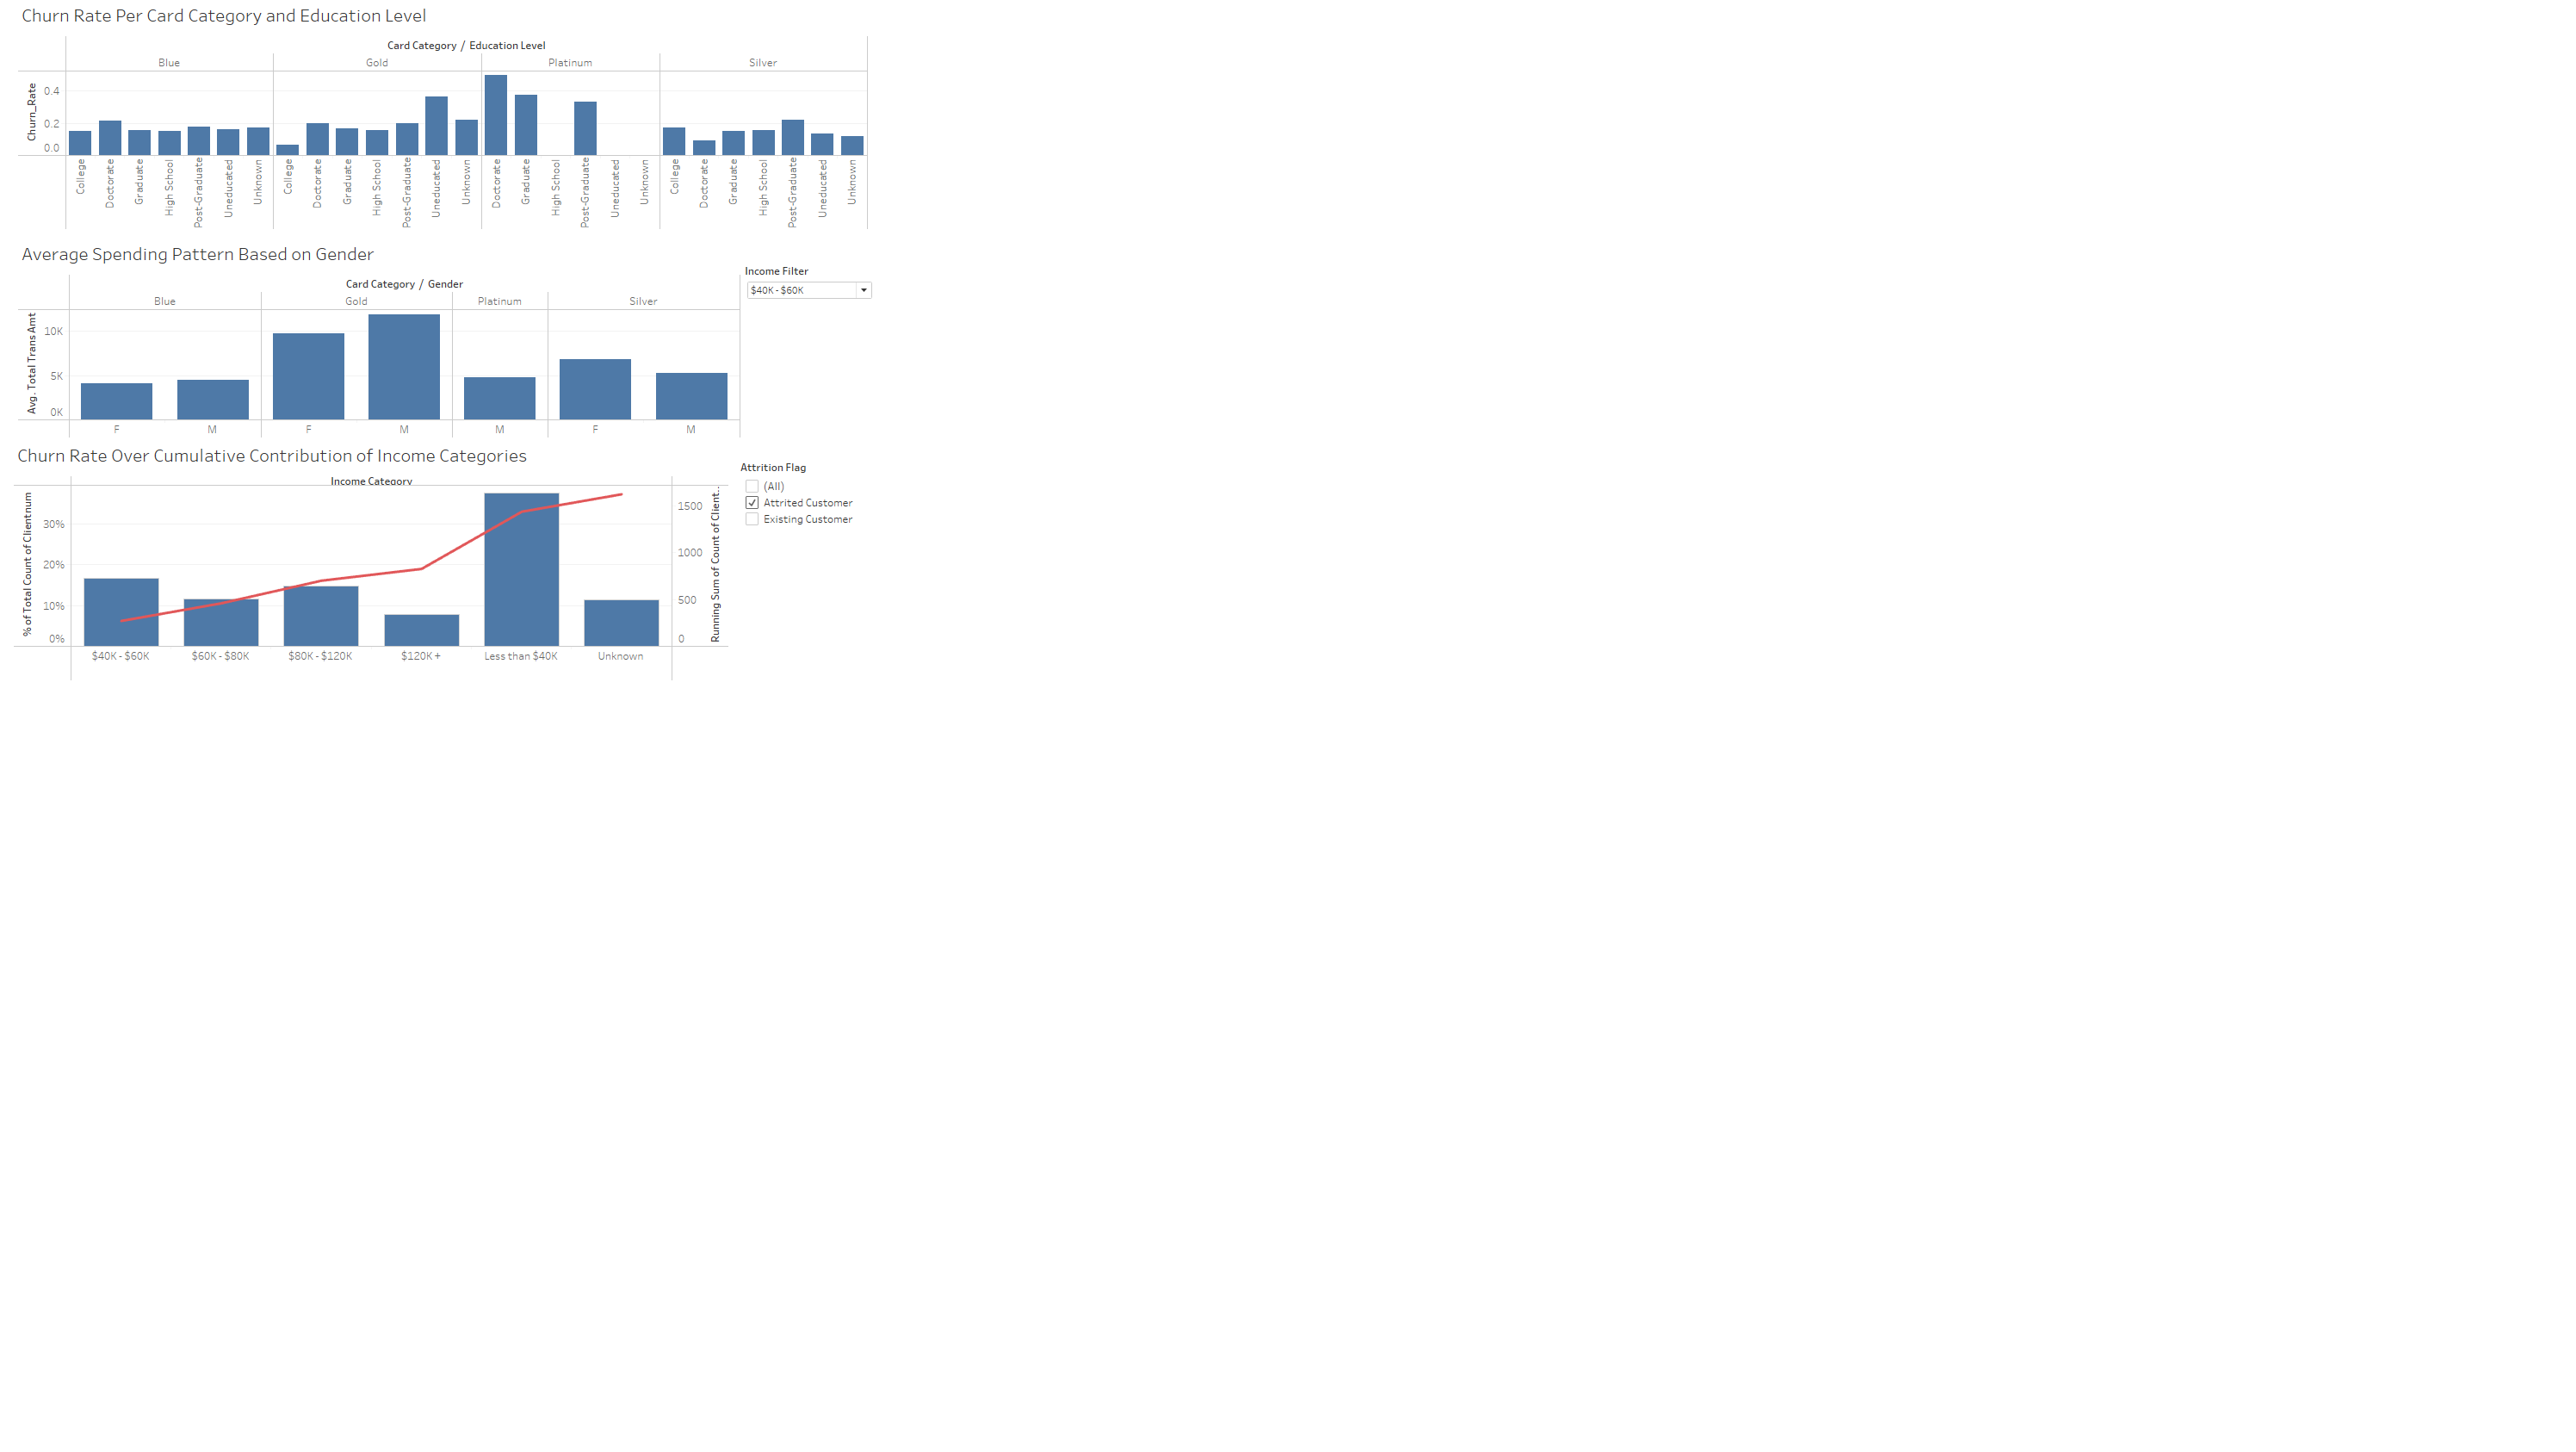 Churn Rate Per Card Category and Education Level
Card Category / Education Level
Blue Gold Platinum Silver
Churn_Rate
0.4
0.2
0.0
College Doctorate Graduate High School Post-Graduate Uneducated Unknown College Doctorate Graduate High School Post-Graduate Uneducated Unknown Doctorate Graduate High School Post-Graduate Uneducated Unknown College Doctorate Graduate High School Post-Graduate Uneducated Unknown
Average Spending Pattern Based on Gender
Income Filter
$40K - $60K
Card Category / Gender
Blue Gold Platinum Silver
Avg. Total Trans Amt
10K
5K
0K
F M F M M F M
Churn Rate Over Cumulative Contribution of Income Categories
Attrition Flag
(All)
Attrited Customer
Existing Customer
Income Category
% of Total Count of Clientnum
30%
20%
10%
0%
1500
1000
500
0
Running Sum of Count of Client..
$40K - $60K $60K - $80K $80K - $120K $120K + Less than $40K Unknown